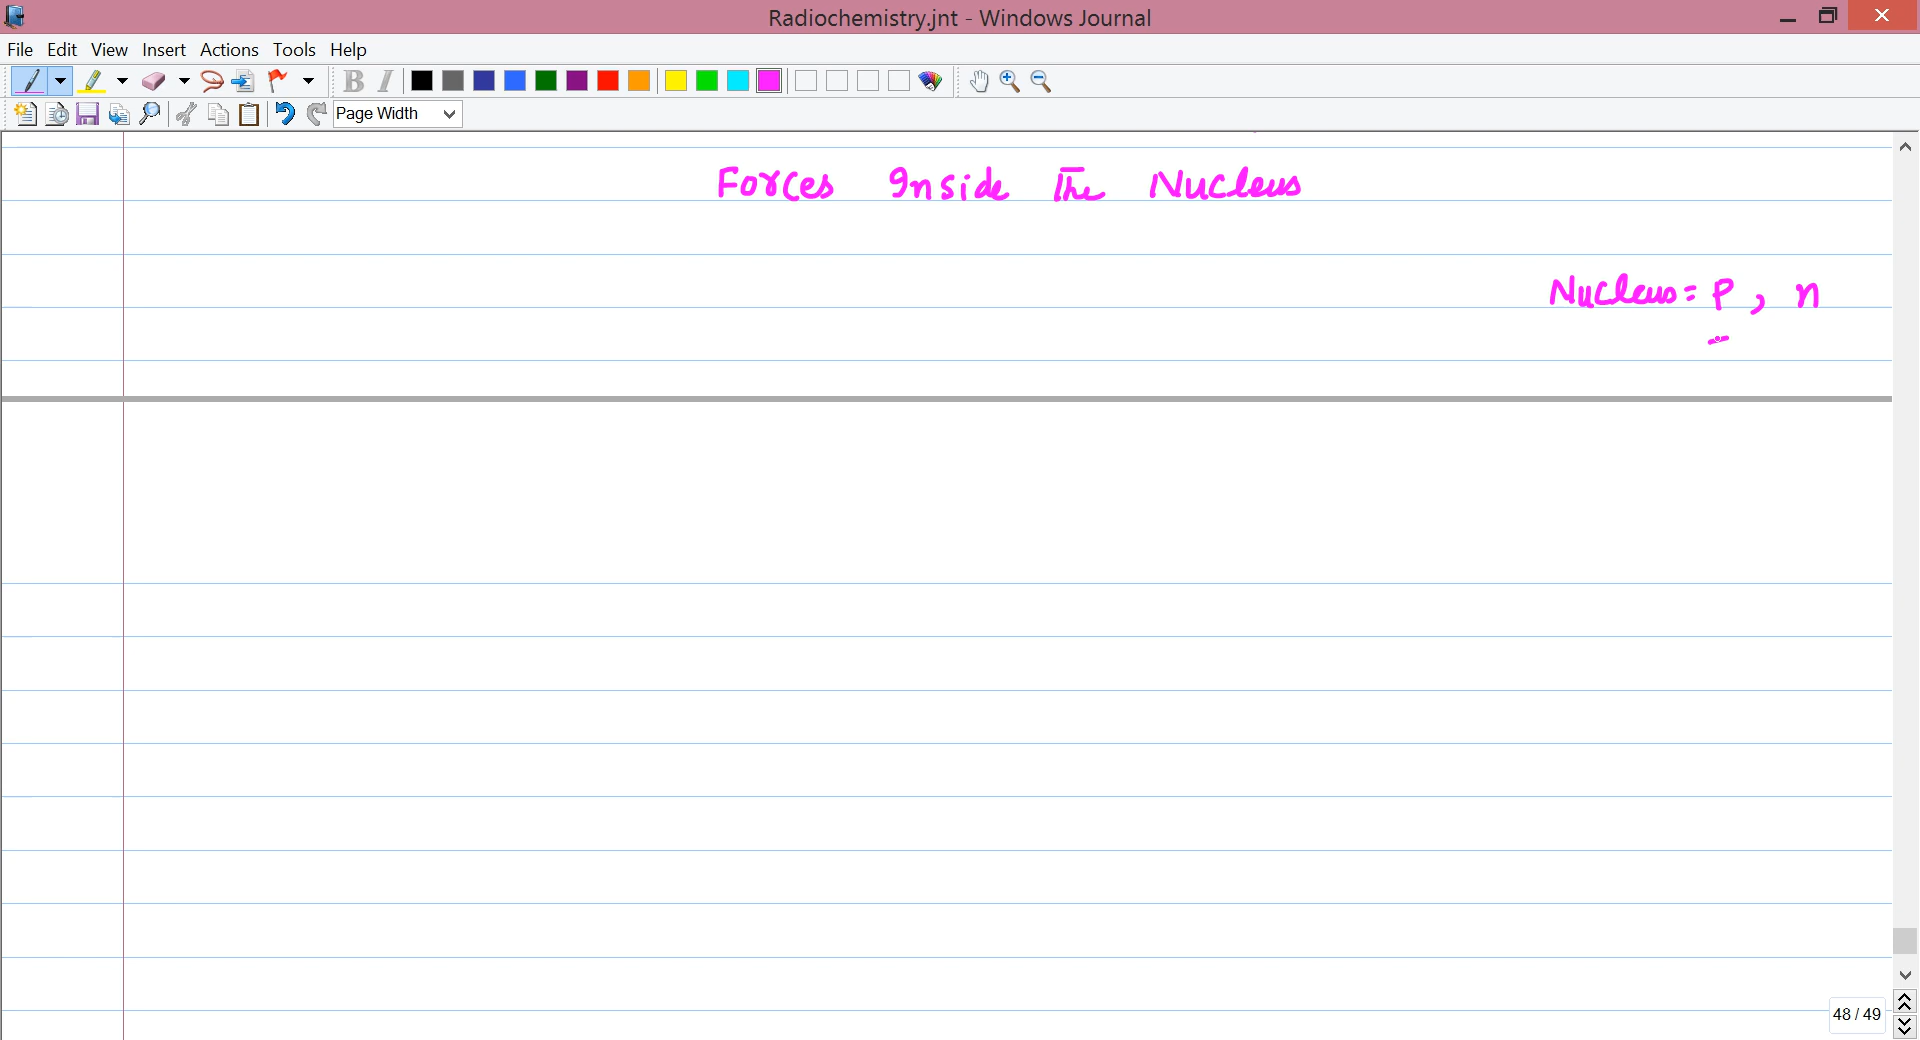 Radiochemistry.jnt - Windows Journal
File Edit View Insert Actions Tools Help
B I
Page Width
Forces Inside The Nucleus
Nucleus = P , n
48 / 49